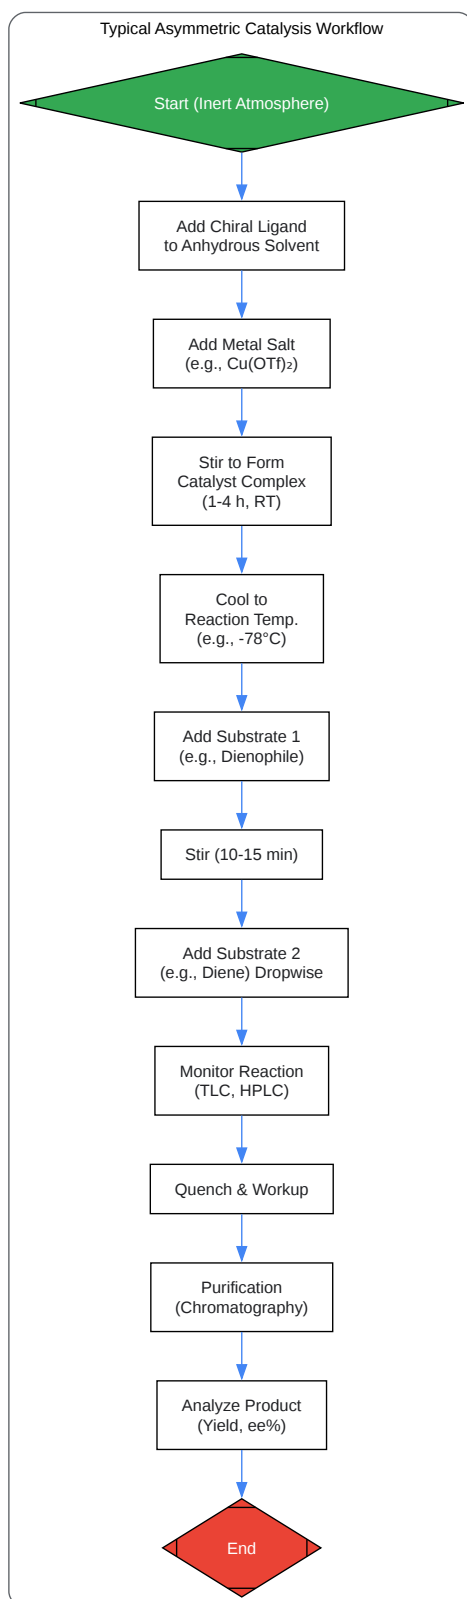 Typical Asymmetric Catalysis Workflow
Start (Inert Atmosphere)
Add Chiral Ligand
to Anhydrous Solvent
Add Metal Salt
(e.g., Cu(OTf)₂)
Stir to Form
Catalyst Complex
(1-4 h, RT)
Cool to
Reaction Temp.
(e.g., -78°C)
Add Substrate 1
(e.g., Dienophile)
Stir (10-15 min)
Add Substrate 2
(e.g., Diene) Dropwise
Monitor Reaction
(TLC, HPLC)
Quench & Workup
Purification
(Chromatography)
Analyze Product
(Yield, ee%)
End